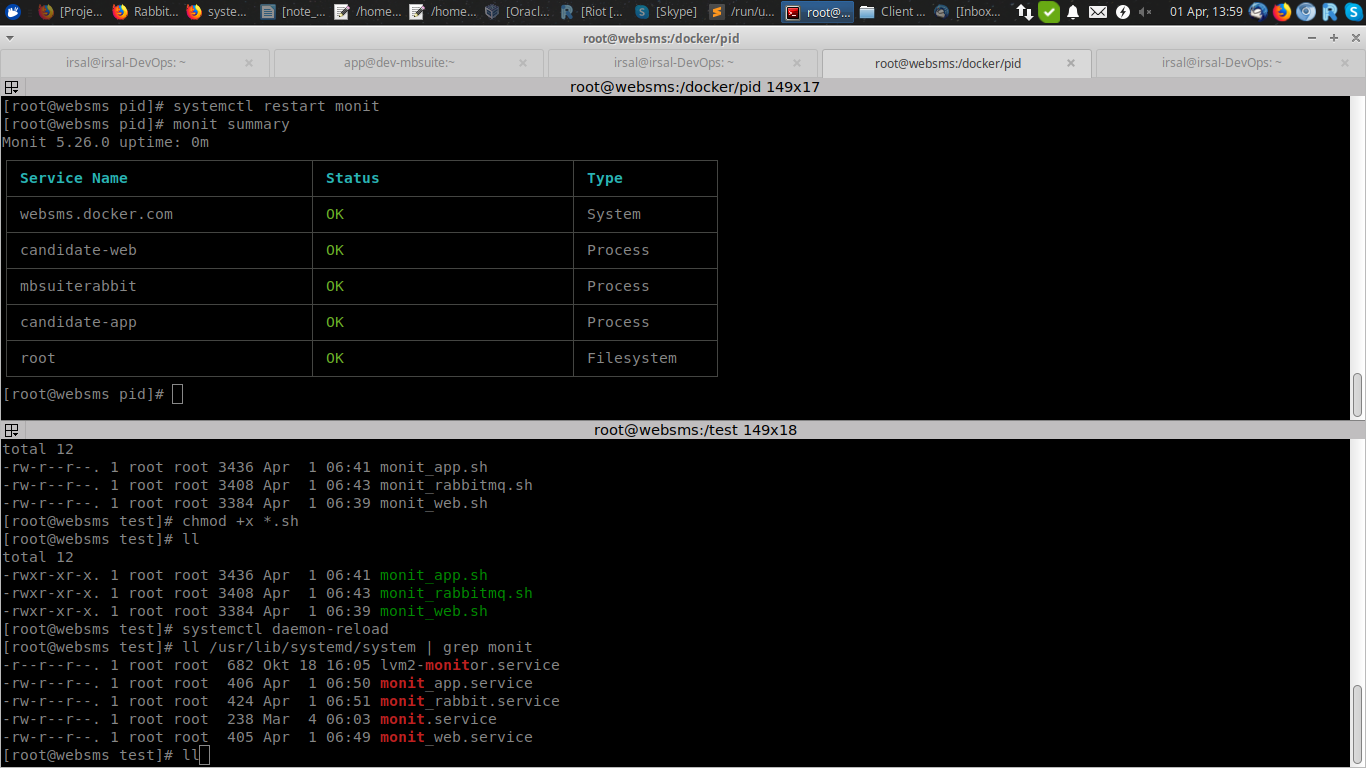 [Proje... Rabbit... syste... [note_... /home... /home... [Oracl... [Riot [... [Skype] /run/u... root@... Client ... [Inbox... 01 Apr, 13:59
root@websms:/docker/pid
irsal@irsal-DevOps: ~ app@dev-mbsuite:~ irsal@irsal-DevOps: ~ root@websms:/docker/pid irsal@irsal-DevOps: ~
root@websms:/docker/pid 149x17
[root@websms pid]# systemctl restart monit
[root@websms pid]# monit summary
Monit 5.26.0 uptime: 0m
Service Name Status Type
websms.docker.com OK System
candidate-web OK Process
mbsuiterabbit OK Process
candidate-app OK Process
root OK Filesystem
[root@websms pid]#
root@websms:/test 149x18
total 12
-rw-r--r--. 1 root root 3436 Apr  1 06:41 monit_app.sh
-rw-r--r--. 1 root root 3408 Apr  1 06:43 monit_rabbitmq.sh
-rw-r--r--. 1 root root 3384 Apr  1 06:39 monit_web.sh
[root@websms test]# chmod +x *.sh
[root@websms test]# ll
total 12
-rwxr-xr-x. 1 root root 3436 Apr  1 06:41 monit_app.sh
-rwxr-xr-x. 1 root root 3408 Apr  1 06:43 monit_rabbitmq.sh
-rwxr-xr-x. 1 root root 3384 Apr  1 06:39 monit_web.sh
[root@websms test]# systemctl daemon-reload
[root@websms test]# ll /usr/lib/systemd/system | grep monit
-r--r--r--. 1 root root  682 Okt 18 16:05 lvm2-monitor.service
-rw-r--r--. 1 root root  406 Apr  1 06:50 monit_app.service
-rw-r--r--. 1 root root  424 Apr  1 06:51 monit_rabbit.service
-rw-r--r--. 1 root root  238 Mar  4 06:03 monit.service
-rw-r--r--. 1 root root  405 Apr  1 06:49 monit_web.service
[root@websms test]# ll